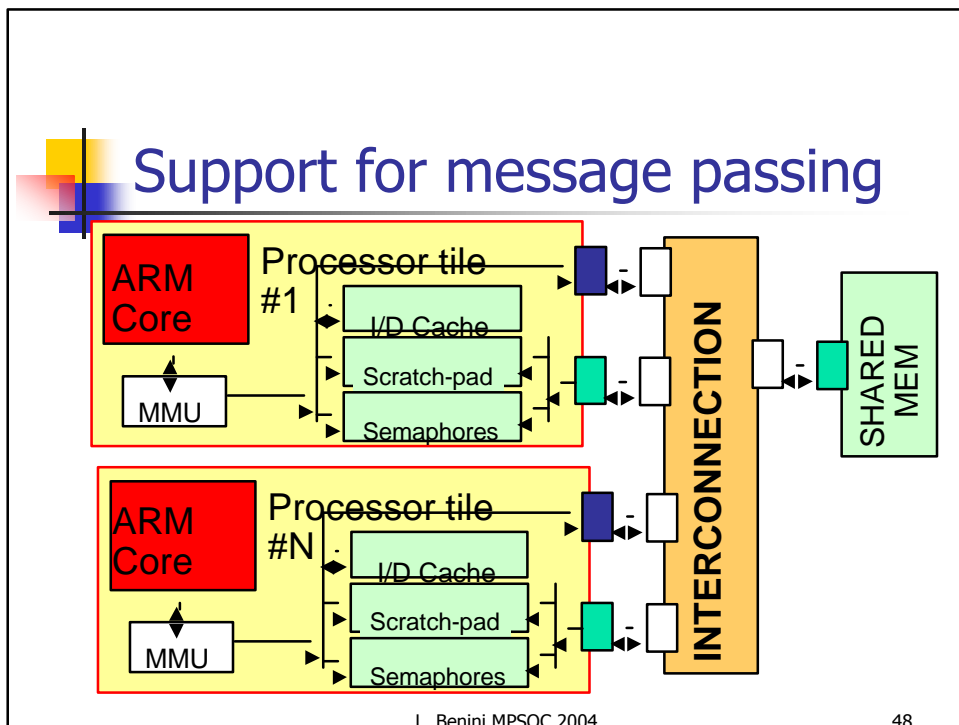 Support for message passing
ARM
Core
Processor tile
#1
I/D Cache
Scratch-pad
Semaphores
MMU
ARM
Core
Processor tile
#N
I/D Cache
Scratch-pad
Semaphores
MMU
INTERCONNECTION
SHARED
MEM
L. Benini MPSOC 2004
48